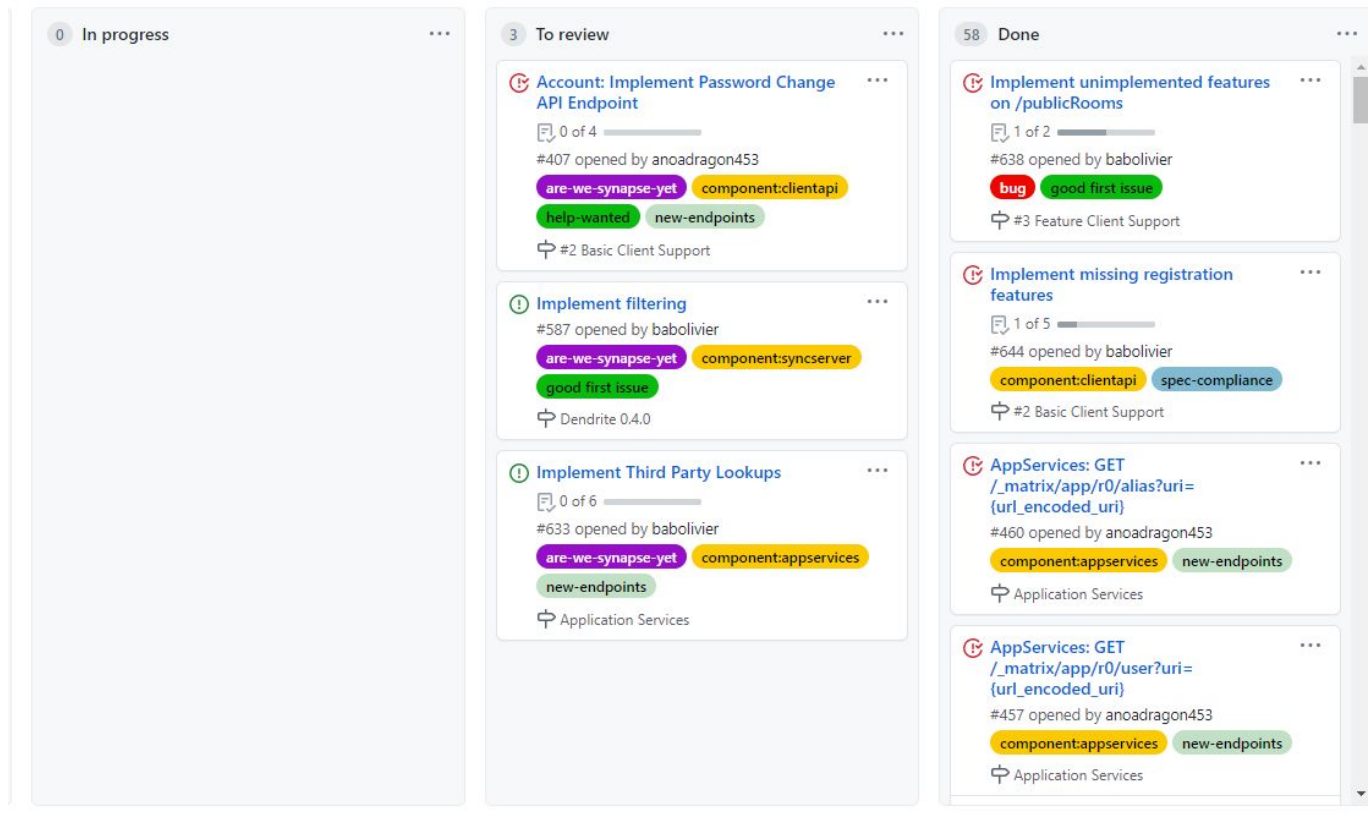 0 In progress ...
3 To review ...
Account: Implement Password Change ...
API Endpoint
0 of 4
#407 opened by anoadragon453
are-we-synapse-yet component:clientapi
help-wanted new-endpoints
#2 Basic Client Support
Implement filtering ...
#587 opened by babolivier
are-we-synapse-yet component:syncserver
good first issue
Dendrite 0.4.0
Implement Third Party Lookups ...
0 of 6
#633 opened by babolivier
are-we-synapse-yet component:appservices
new-endpoints
Application Services
58 Done ...
Implement unimplemented features ...
on /publicRooms
1 of 2
#638 opened by babolivier
bug good first issue
#3 Feature Client Support
Implement missing registration ...
features
1 of 5
#644 opened by babolivier
component:clientapi spec-compliance
#2 Basic Client Support
AppServices: GET ...
/_matrix/app/r0/alias?uri=
{url_encoded_uri}
#460 opened by anoadragon453
component:appservices new-endpoints
Application Services
AppServices: GET ...
/_matrix/app/r0/user?uri=
{url_encoded_uri}
#457 opened by anoadragon453
component:appservices new-endpoints
Application Services